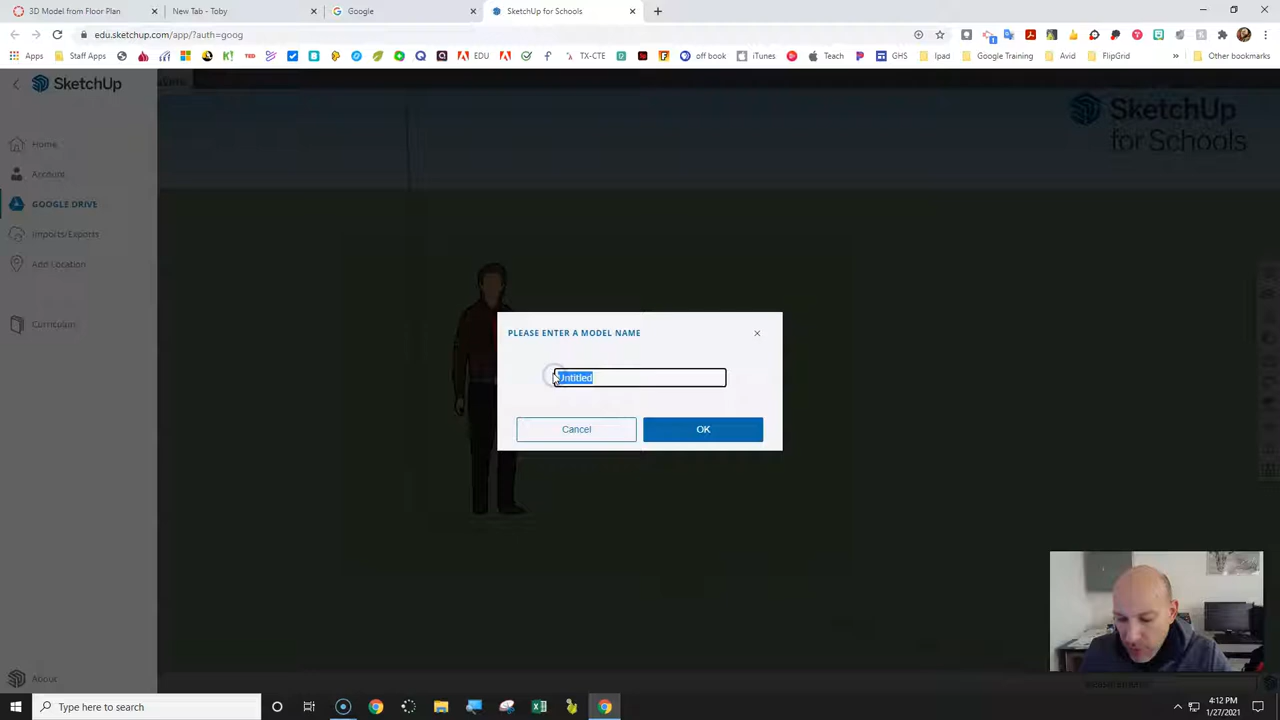 3D Model from Floor Plan
New Tab - Toby
Google
SketchUp for Schools
edu.sketchup.com/app/?auth=goog
Apps
Staff Apps
EDU
TX-CTE
off book
iTunes
Teach
GHS
Ipad
Google Training
Avid
FlipGrid
Other bookmarks
SketchUp
SketchUp
for Schools
Home
Account
GOOGLE DRIVE
Imports/Exports
Add Location
Curriculum
PLEASE ENTER A MODEL NAME
Untitled
Cancel
OK
About
Type here to search
4:12 PM
1/27/2021